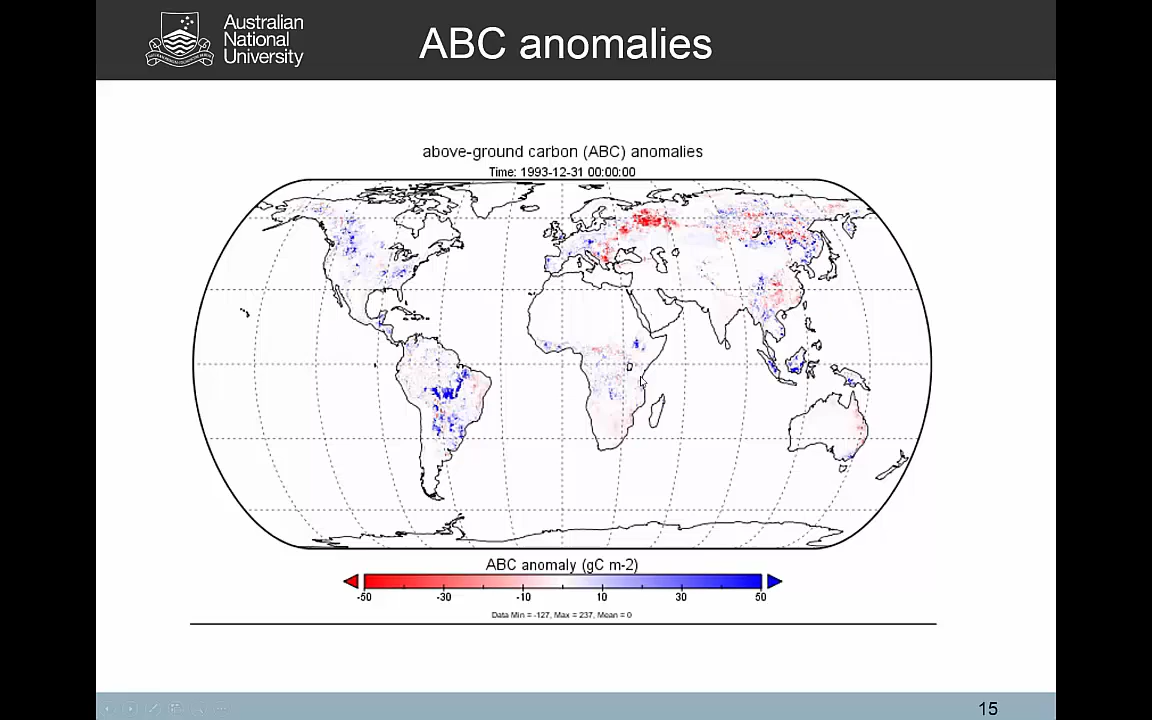 Australian
National
University
ABC anomalies
above-ground carbon (ABC) anomalies
Time: 1993-12-31 00:00:00
ABC anomaly (gC m-2)
-50 -30 -10 10 30 50
Data Min = -127, Max = 237, Mean = 0
15